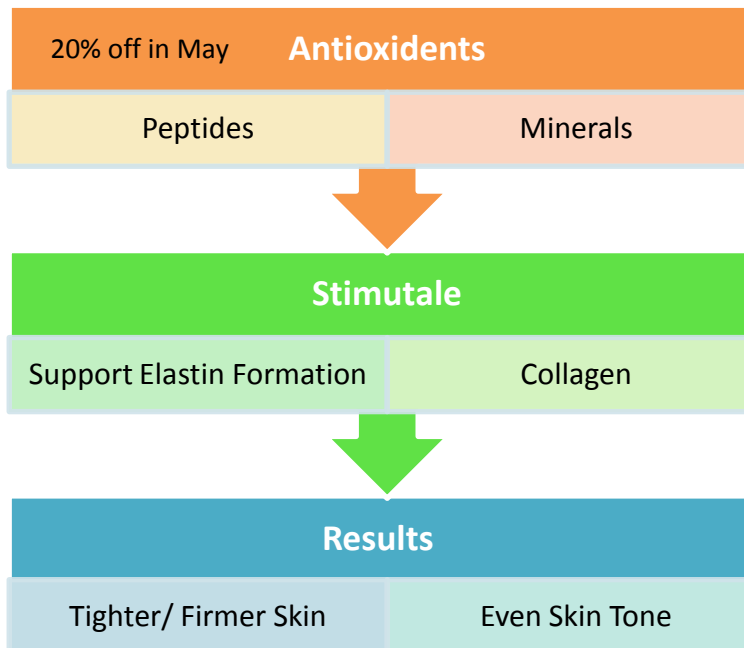 20% off in May Antioxidents
Peptides Minerals
Stimutale
Support Elastin Formation Collagen
Results
Tighter/ Firmer Skin Even Skin Tone